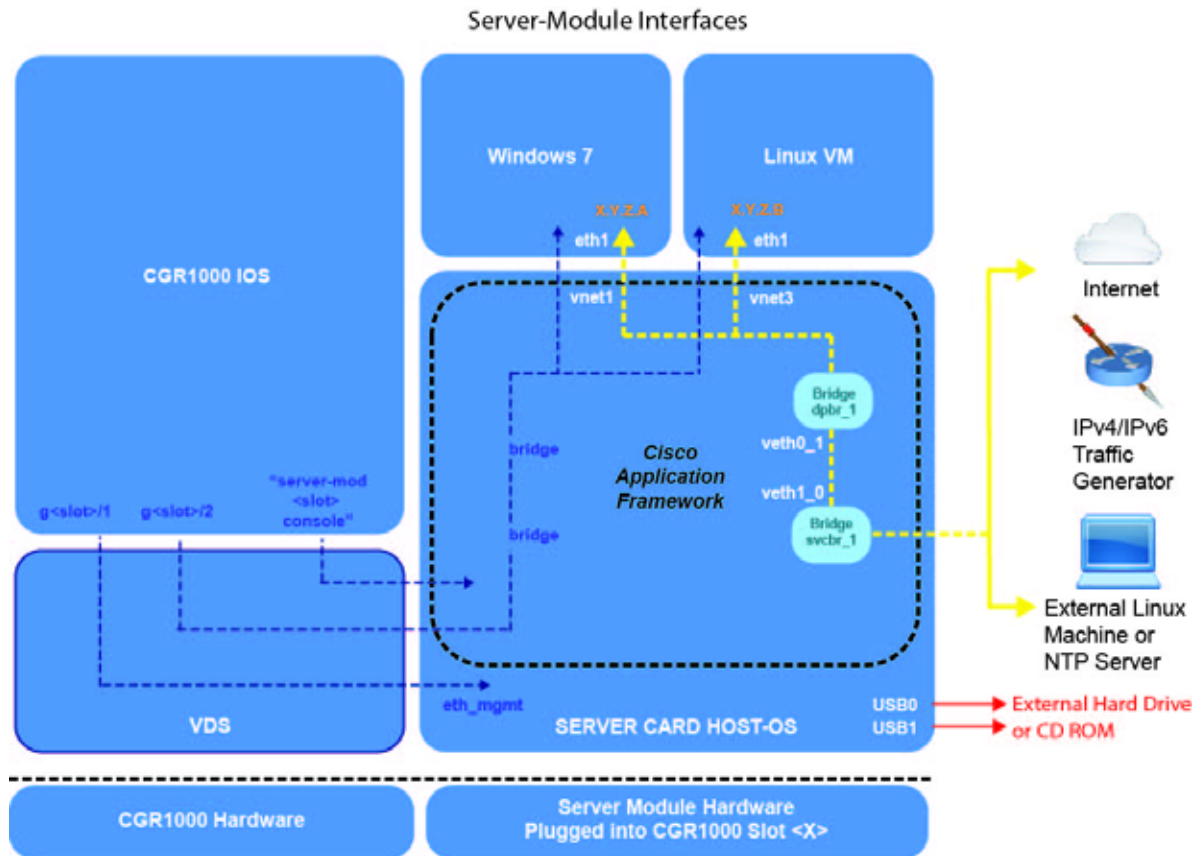 Server-Module Interfaces
Windows 7
Linux VM
X.Y.Z.A
X.Y.Z.B
eth1
eth1
CGR1000 IOS
vnet1
vnet3
Internet
Bridge
dpbr_1
bridge
veth0_1
Cisco
Application
Framework
IPv4/IPv6
Traffic
Generator
"server-mod
<slot>
console"
veth1_0
g<slot>/1
g<slot>/2
bridge
Bridge
svcbr_1
External Linux
Machine or
NTP Server
eth_mgmt
VDS
SERVER CARD HOST-OS
USB0
USB1
External Hard Drive
or CD ROM
CGR1000 Hardware
Server Module Hardware
Plugged into CGR1000 Slot <X>